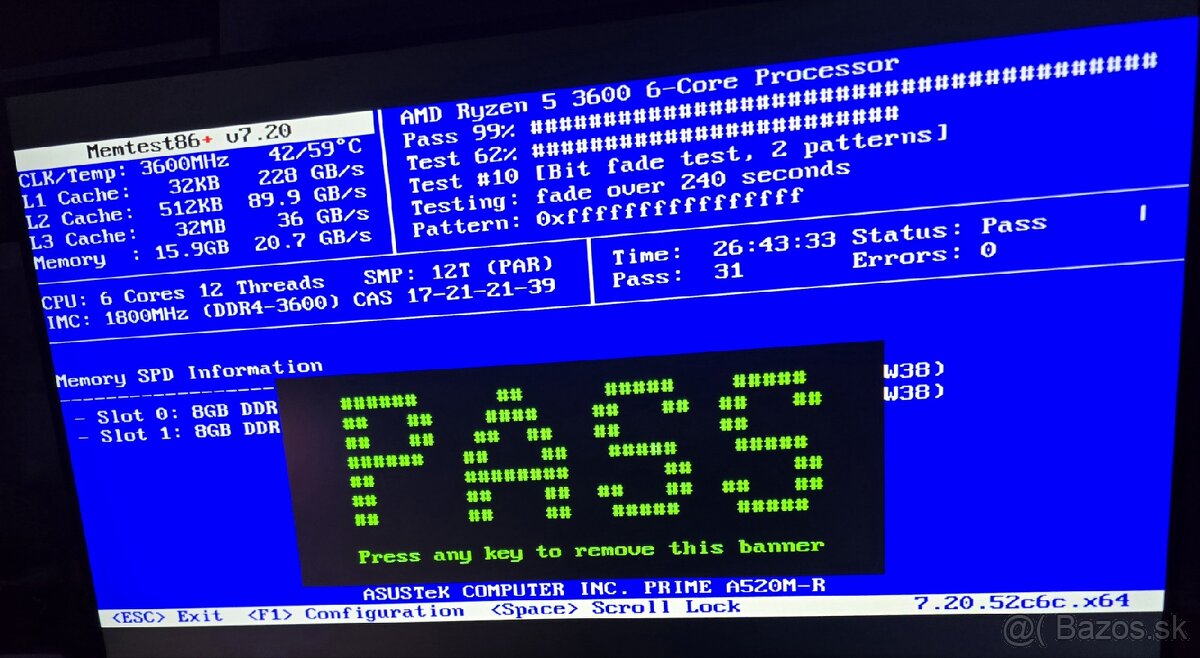 Memtest86+ v7.20
AMD Ryzen 5 3600 6-Core Processor
CLK/Temp: 3600MHz 42/59°C
Pass 99% ########################################
L1 Cache: 32KB 228 GB/s
Test 62% #########################
L2 Cache: 512KB 89.9 GB/s
Test #10 [Bit fade test, 2 patterns]
L3 Cache: 32MB 36 GB/s
Testing: fade over 240 seconds
Memory : 15.9GB 20.7 GB/s
Pattern: 0xffffffffffffffff
CPU: 6 Cores 12 Threads SMP: 12T (PAR)
Time: 26:43:33 Status: Pass
IMC: 1800MHz (DDR4-3600) CAS 17-21-21-39
Pass: 31 Errors: 0
Memory SPD Information
- Slot 0: 8GB DDR W38)
- Slot 1: 8GB DDR W38)
PASS
Press any key to remove this banner
ASUSTeK COMPUTER INC. PRIME A520M-R
<ESC> Exit <F1> Configuration <Space> Scroll Lock 7.20.52c6c.x64
@( Bazos.sk